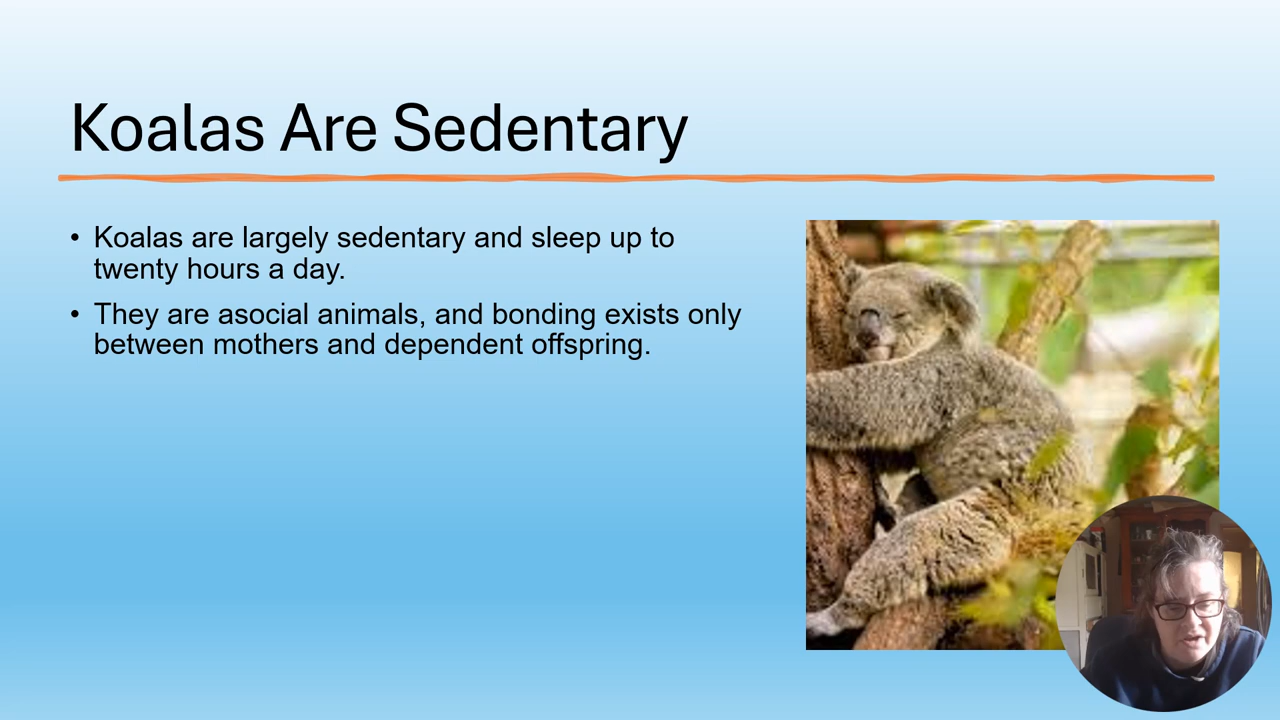 Koalas Are Sedentary
• Koalas are largely sedentary and sleep up to
twenty hours a day.
• They are asocial animals, and bonding exists only
between mothers and dependent offspring.